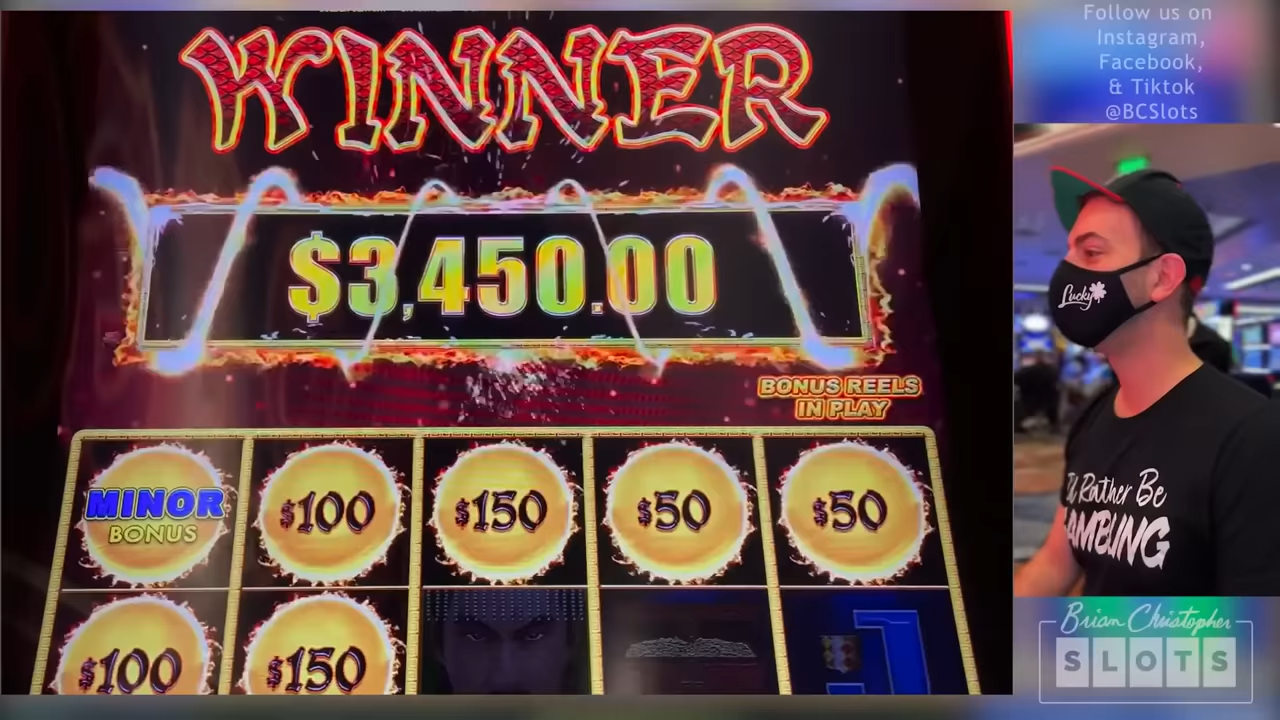 WINNER
$3,450.00
BONUS REELS
IN PLAY
MINOR
BONUS
$100
$150
$50
$50
$100
$150
J
Follow us on
Instagram,
Facebook,
& Tiktok
@BCSlots
Lucky
I'd Rather Be
GAMBLING
Brian Christopher
SLOTS